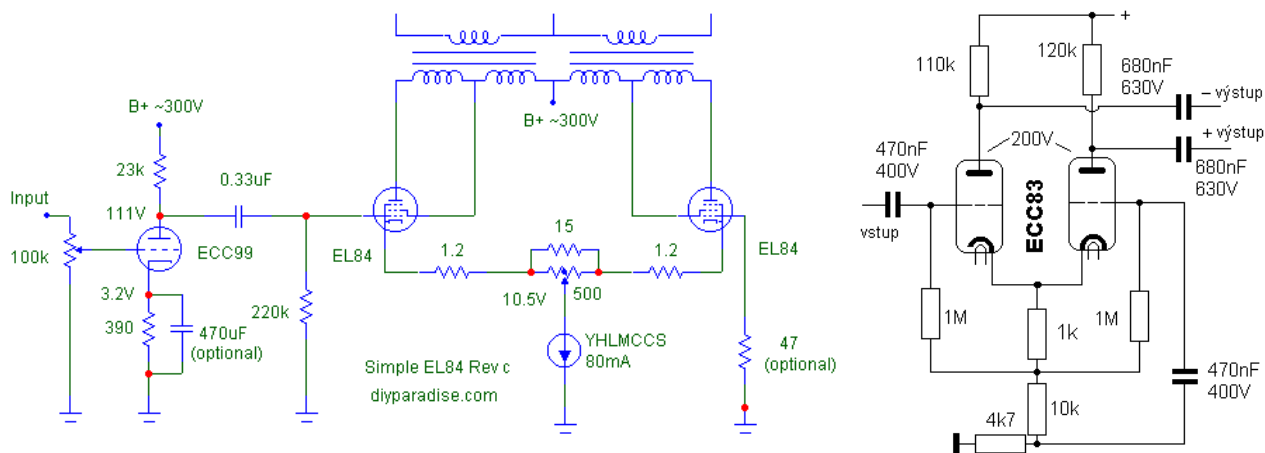 B+ ~300V
23k
0.33uF
Input
111V
100k
ECC99
3.2V
390
470uF
(optional)
220k
B+ ~300V
EL84
15
1.2
1.2
500
10.5V
EL84
YHLMCCS
80mA
47
(optional)
Simple EL84 Rev c
diyparadise.com
+
110k
120k
680nF
630V
– výstup
+ výstup
680nF
630V
200V
470nF
400V
vstup
ECC83
1M
1k
1M
470nF
400V
10k
4k7